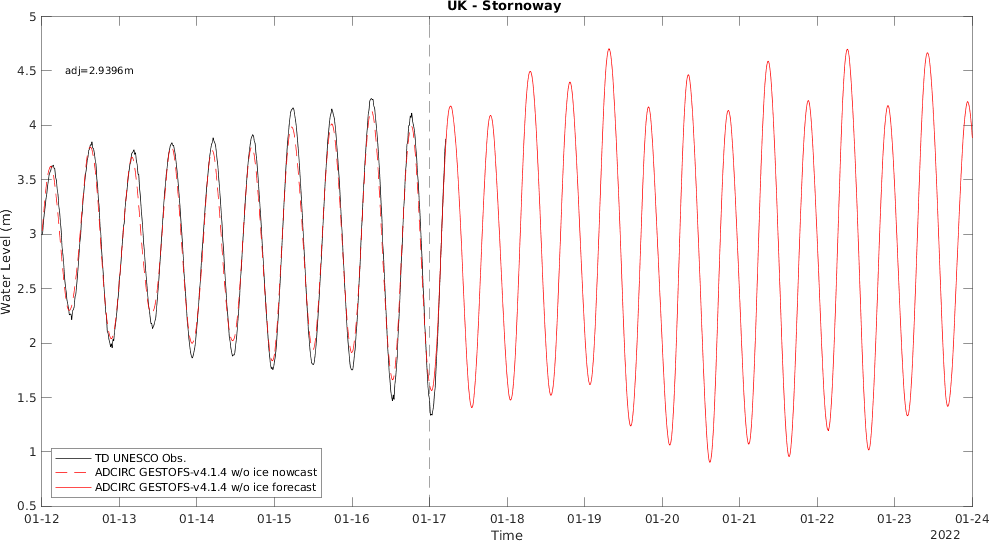 UK - Stornoway
adj=2.9396m
Water Level (m)
5
4.5
4
3.5
3
2.5
2
1.5
1
0.5
TD UNESCO Obs.
ADCIRC GESTOFS-v4.1.4 w/o ice nowcast
ADCIRC GESTOFS-v4.1.4 w/o ice forecast
01-12 01-13 01-14 01-15 01-16 01-17 01-18 01-19 01-20 01-21 01-22 01-23 01-24
Time
2022